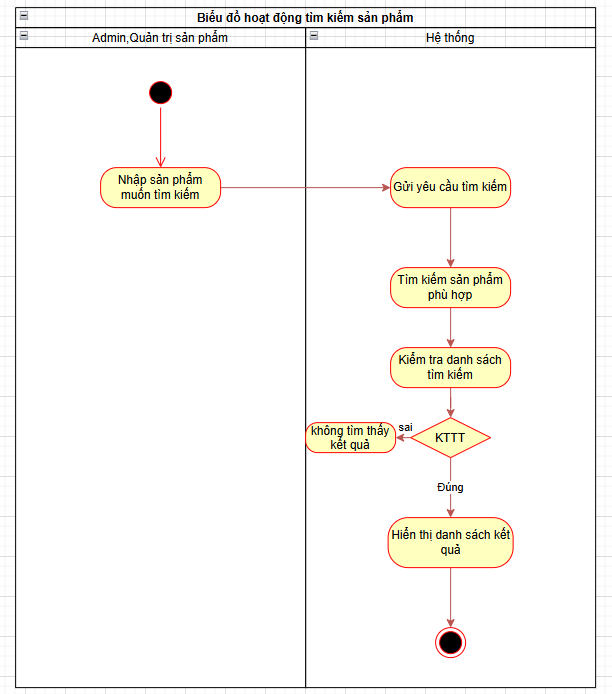 Biểu đồ hoạt động tìm kiếm sản phẩm
Admin,Quản trị sản phẩm
Hệ thống
Nhập sản phẩm
muốn tìm kiếm
Gửi yêu cầu tìm kiếm
Tìm kiếm sản phẩm
phù hợp
Kiểm tra danh sách
tìm kiếm
không tìm thấy
kết quả
sai
KTTT
Đúng
Hiển thị danh sách kết
quả